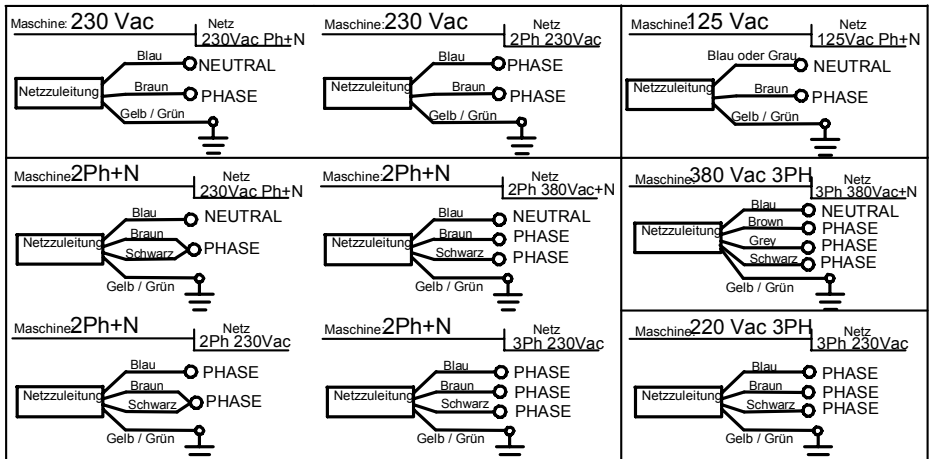 Maschine: 230 Vac Netz
230Vac Ph+N
Blau NEUTRAL
Netzzuleitung Braun PHASE
Gelb / Grün
Maschine: 230 Vac Netz
2Ph 230Vac
Blau PHASE
Netzzuleitung Braun PHASE
Gelb / Grün
Maschine: 125 Vac Netz
125Vac Ph+N
Blau oder Grau NEUTRAL
Netzzuleitung Braun PHASE
Gelb / Grün
Maschine: 2Ph+N Netz
230Vac Ph+N
Blau NEUTRAL
Braun
Netzzuleitung PHASE
Schwarz
Gelb / Grün
Maschine: 2Ph+N Netz
2Ph 380Vac+N
Blau NEUTRAL
Netzzuleitung Braun PHASE
Schwarz PHASE
Gelb / Grün
Maschine: 380 Vac 3PH Netz
3Ph 380Vac+N
Blau NEUTRAL
Brown PHASE
Netzzuleitung Grey PHASE
Schwarz PHASE
Gelb / Grün
Maschine: 2Ph+N Netz
2Ph 230Vac
Blau PHASE
Braun
Netzzuleitung PHASE
Schwarz
Gelb / Grün
Maschine: 2Ph+N Netz
3Ph 230Vac
Blau PHASE
Netzzuleitung Braun PHASE
Schwarz PHASE
Gelb / Grün
Maschine: 220 Vac 3PH Netz
3Ph 230Vac
Blau PHASE
Netzzuleitung Braun PHASE
Schwarz PHASE
Gelb / Grün